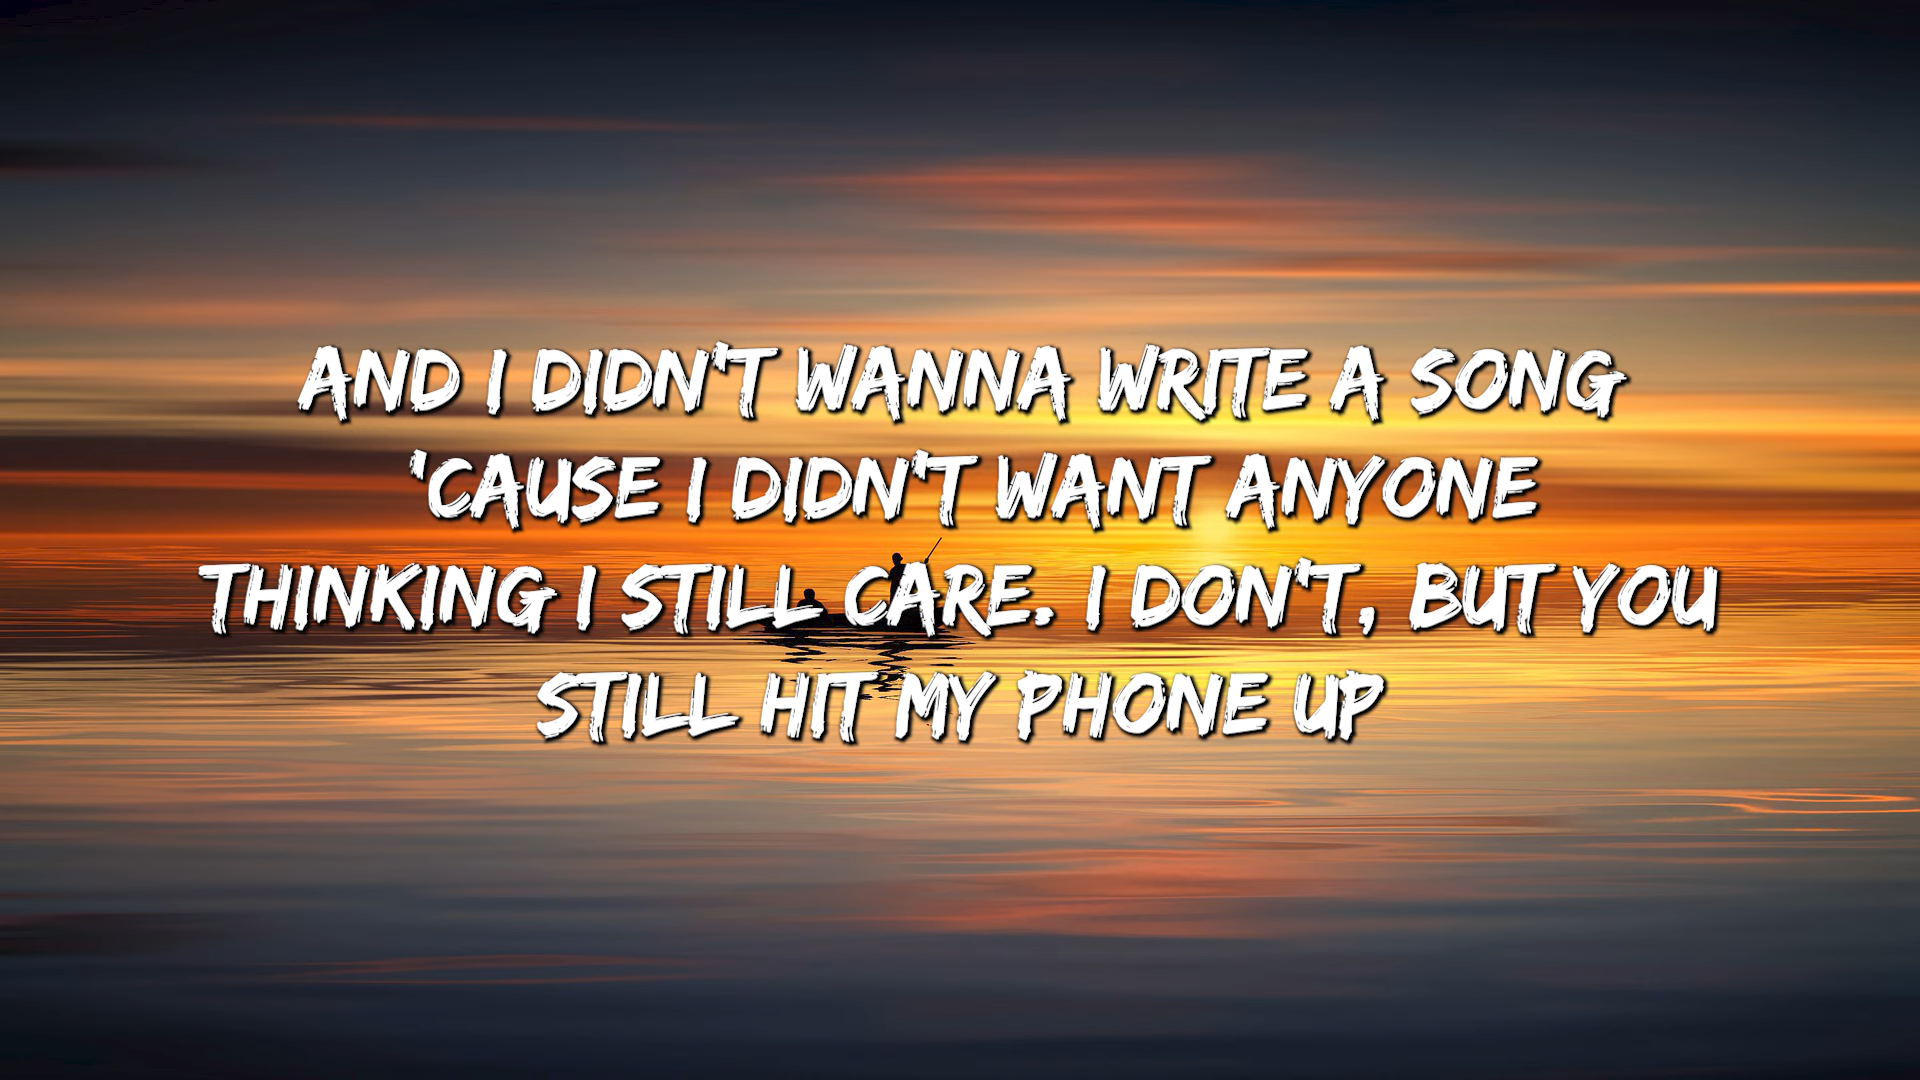 AND I DIDN'T WANNA WRITE A SONG
'CAUSE I DIDN'T WANT ANYONE
THINKING I STILL CARE. I DON'T, BUT YOU
STILL HIT MY PHONE UP